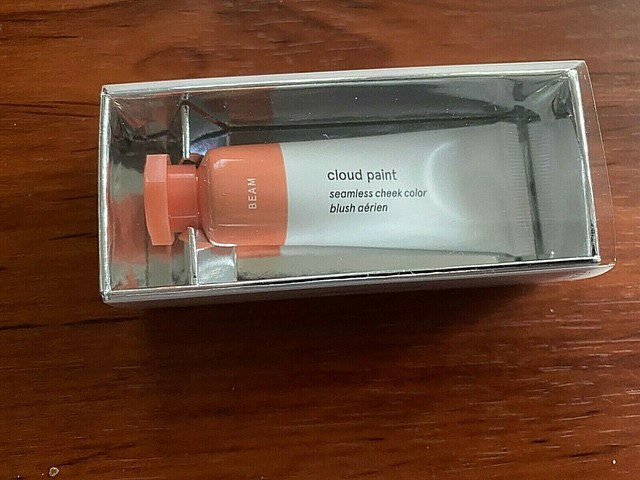 BEAM
cloud paint
seamless cheek color
blush aérien